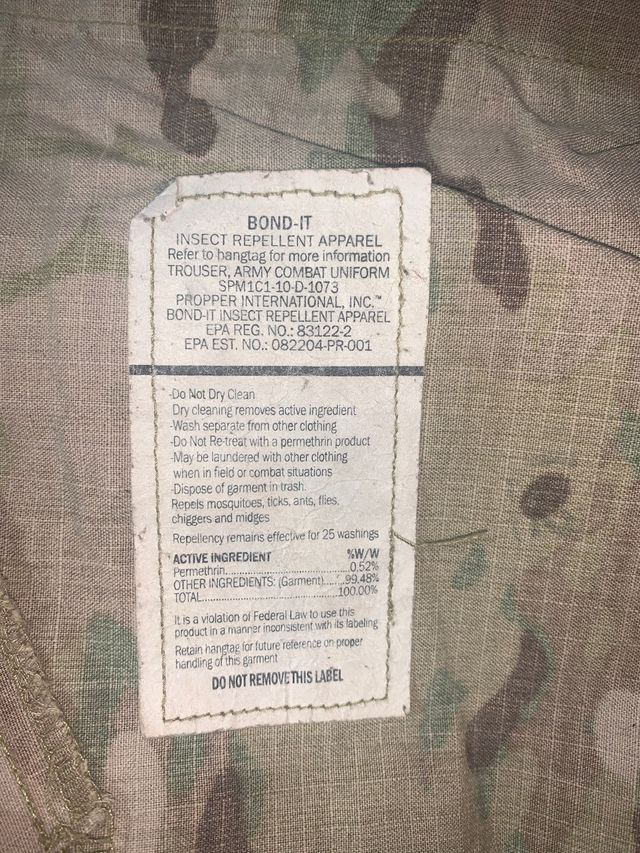 BOND-IT
INSECT REPELLENT APPAREL
Refer to hangtag for more information
TROUSER, ARMY COMBAT UNIFORM
SPM1C1-10-D-1073
PROPPER INTERNATIONAL, INC.™
BOND-IT INSECT REPELLENT APPAREL
EPA REG. NO.: 83122-2
EPA EST. NO.: 082204-PR-001
-Do Not Dry Clean
Dry cleaning removes active ingredient
-Wash separate from other clothing
-Do Not Re-treat with a permethrin product
-May be laundered with other clothing
when in field or combat situations
-Dispose of garment in trash.
Repels mosquitoes, ticks, ants, flies,
chiggers and midges
Repellency remains effective for 25 washings
ACTIVE INGREDIENT %W/W
Permethrin..............................0.52%
OTHER INGREDIENTS: (Garment).....99.48%
TOTAL..................................100.00%
It is a violation of Federal Law to use this
product in a manner inconsistent with its labeling
Retain hangtag for future reference on proper
handling of this garment
DO NOT REMOVE THIS LABEL